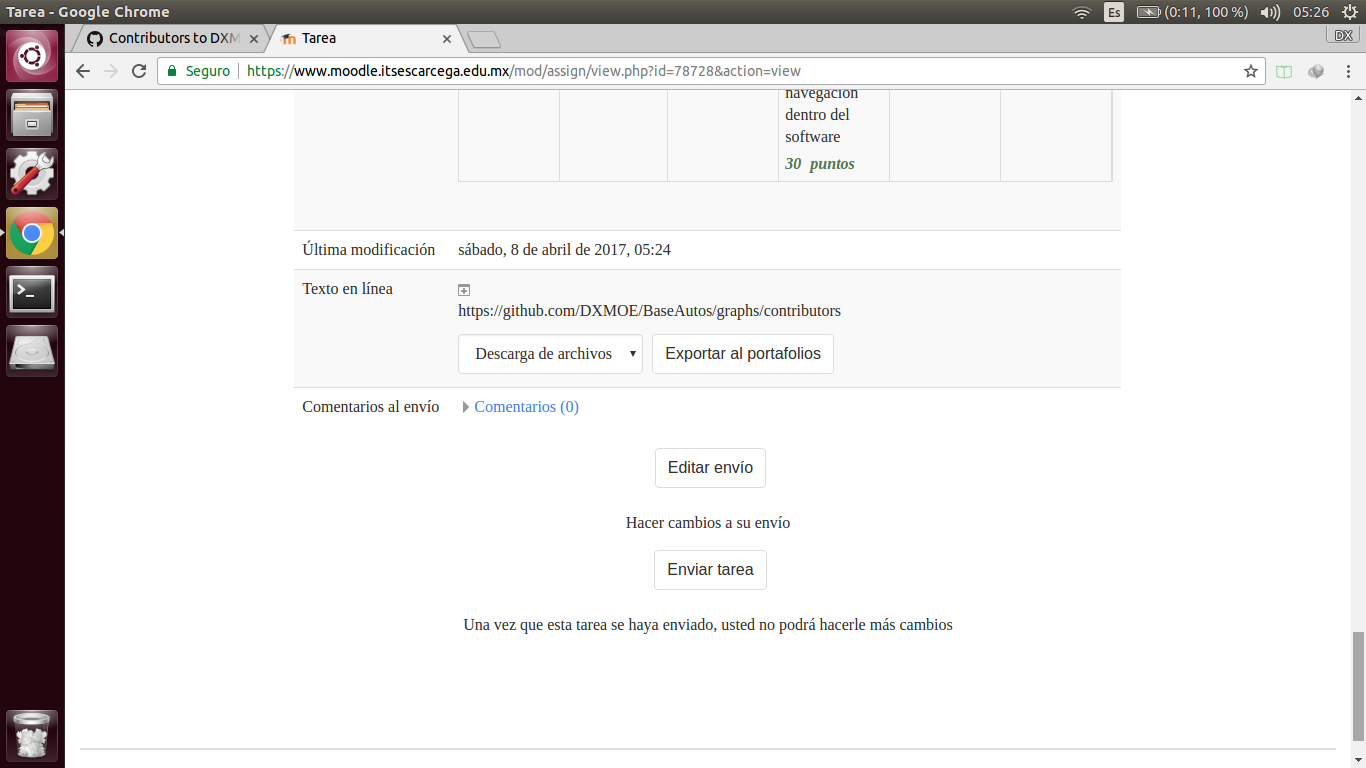 Tarea - Google Chrome
Es
(0:11, 100 %)
05:26
Contributors to DXM
Tarea
DX
Seguro
https://www.moodle.itsescarcega.edu.mx/mod/assign/view.php?id=78728&action=view
navegación
dentro del
software
30 puntos
Última modificación
sábado, 8 de abril de 2017, 05:24
Texto en línea
https://github.com/DXMOE/BaseAutos/graphs/contributors
Descarga de archivos
Exportar al portafolios
Comentarios al envío
Comentarios (0)
Editar envío
Hacer cambios a su envío
Enviar tarea
Una vez que esta tarea se haya enviado, usted no podrá hacerle más cambios